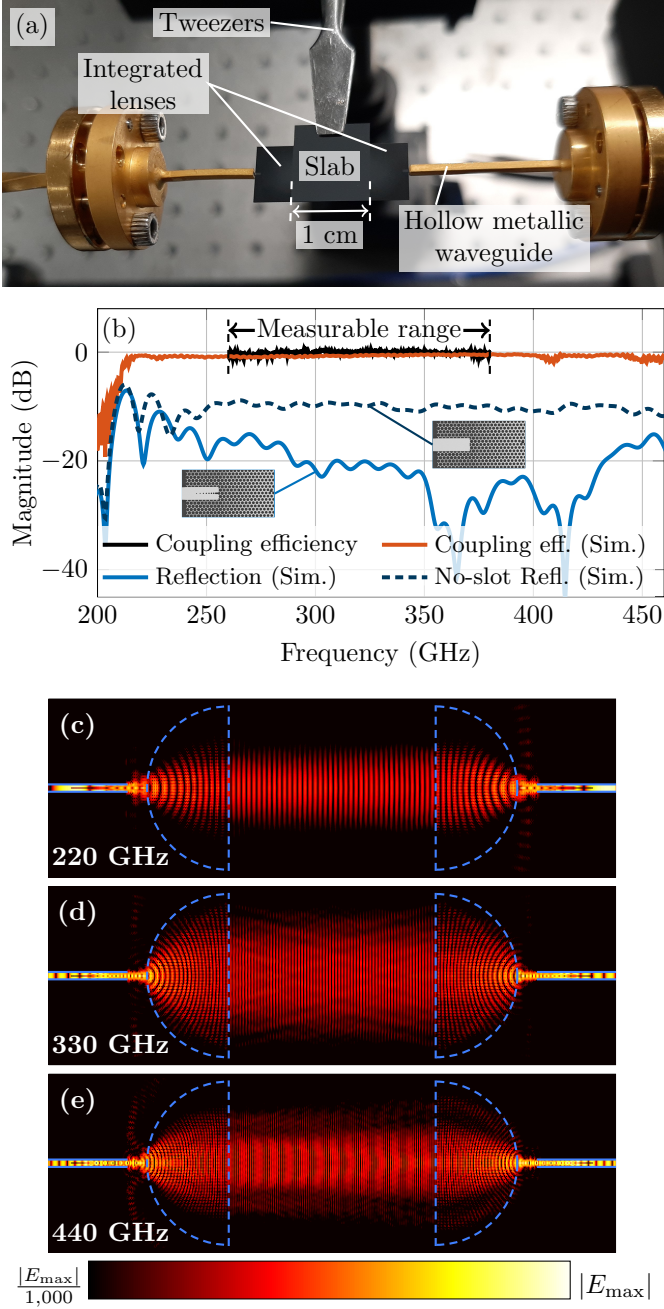 (a)
Tweezers
Integrated
lenses
Slab
1 cm
Hollow metallic
waveguide
(b)
Measurable range
0
−20
−40
Magnitude (dB)
Coupling efficiency
Coupling eff. (Sim.)
Reflection (Sim.)
No-slot Refl. (Sim.)
200
250
300
350
400
450
Frequency (GHz)
(c)
220 GHz
(d)
330 GHz
(e)
440 GHz
|Emax|
1,000
|Emax|